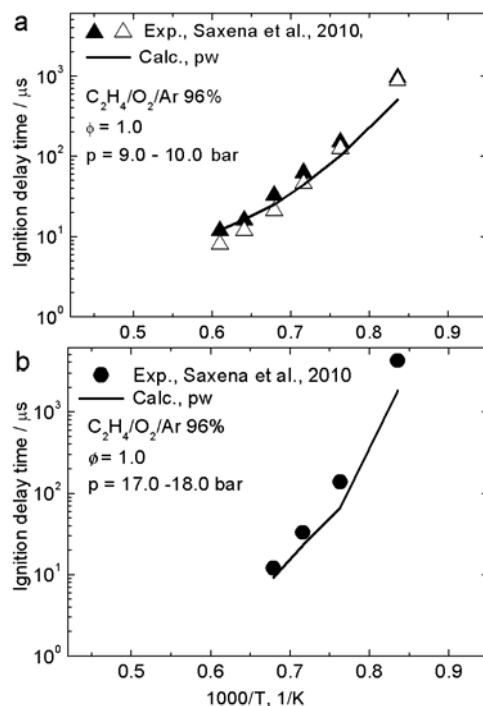 a
▲ △ Exp., Saxena et al., 2010,
Calc., pw
C₂H₄/O₂/Ar 96%
ϕ = 1.0
p = 9.0 - 10.0 bar
Ignition delay time / μs
10³
10²
10¹
10⁰
0.5 0.6 0.7 0.8 0.9
b
● Exp., Saxena et al., 2010
Calc., pw
C₂H₄/O₂/Ar 96%
ϕ = 1.0
p = 17.0 -18.0 bar
Ignition delay time / μs
10³
10²
10¹
10⁰
0.5 0.6 0.7 0.8 0.9
1000/T, 1/K